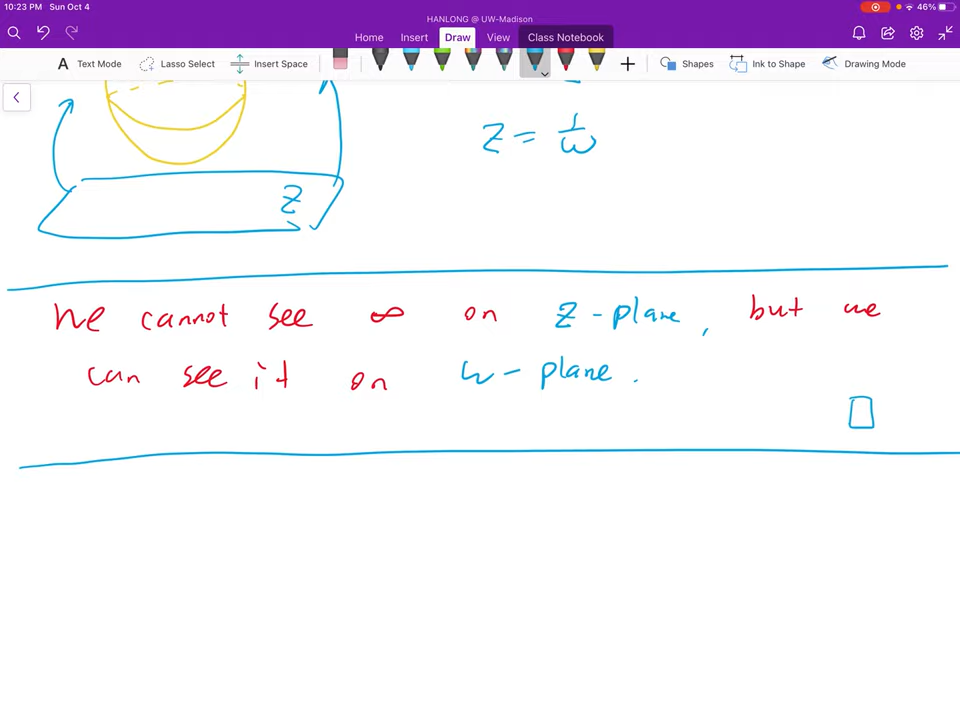 10:23 PM Sun Oct 4
46%
HANLONG @ UW-Madison
Home Insert Draw View Class Notebook
Text Mode Lasso Select Insert Space Shapes Ink to Shape Drawing Mode
z = 1/w
z
We cannot see ∞ on z-plane, but we
can see it on w-plane.